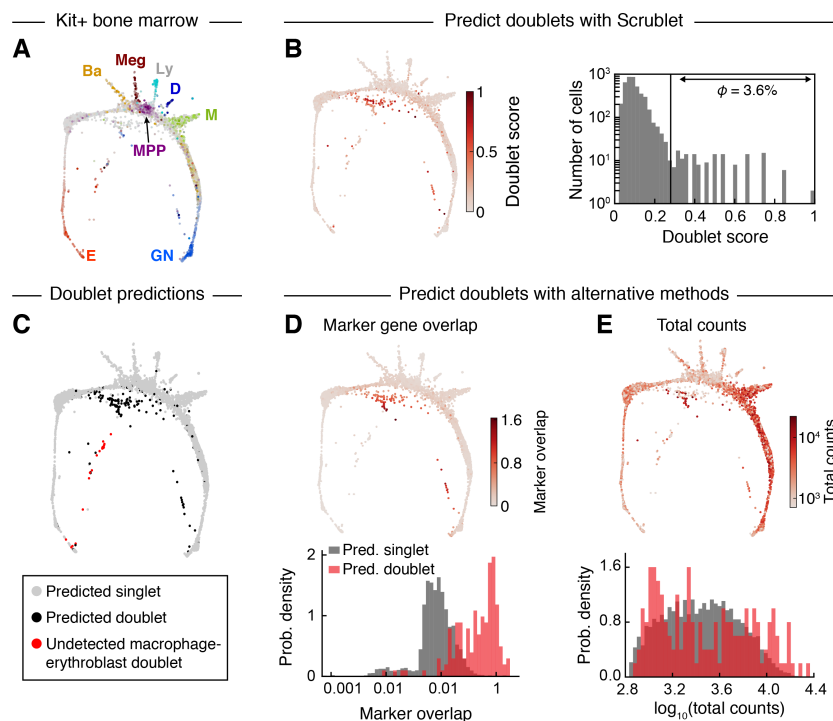 Kit+ bone marrow
Predict doublets with Scrublet
A
Ba
Meg
Ly
D
M
MPP
E
GN
B
1
0.5
0
Doublet score
Number of cells
10³
10²
10¹
10⁰
ϕ = 3.6%
0
0.2
0.4
0.6
0.8
1
Doublet score
Doublet predictions
Predict doublets with alternative methods
C
Predicted singlet
Predicted doublet
Undetected macrophage-
erythroblast doublet
D
Marker gene overlap
1.6
0.8
0
Marker overlap
Pred. singlet
Pred. doublet
Prob. density
2
1
0
0.001
0.01
0.01
1
Marker overlap
E
Total counts
10⁴
10³
Total counts
Prob. density
1.6
0.8
0.0
2.8
3.2
3.6
4.0
4.4
log₁₀(total counts)